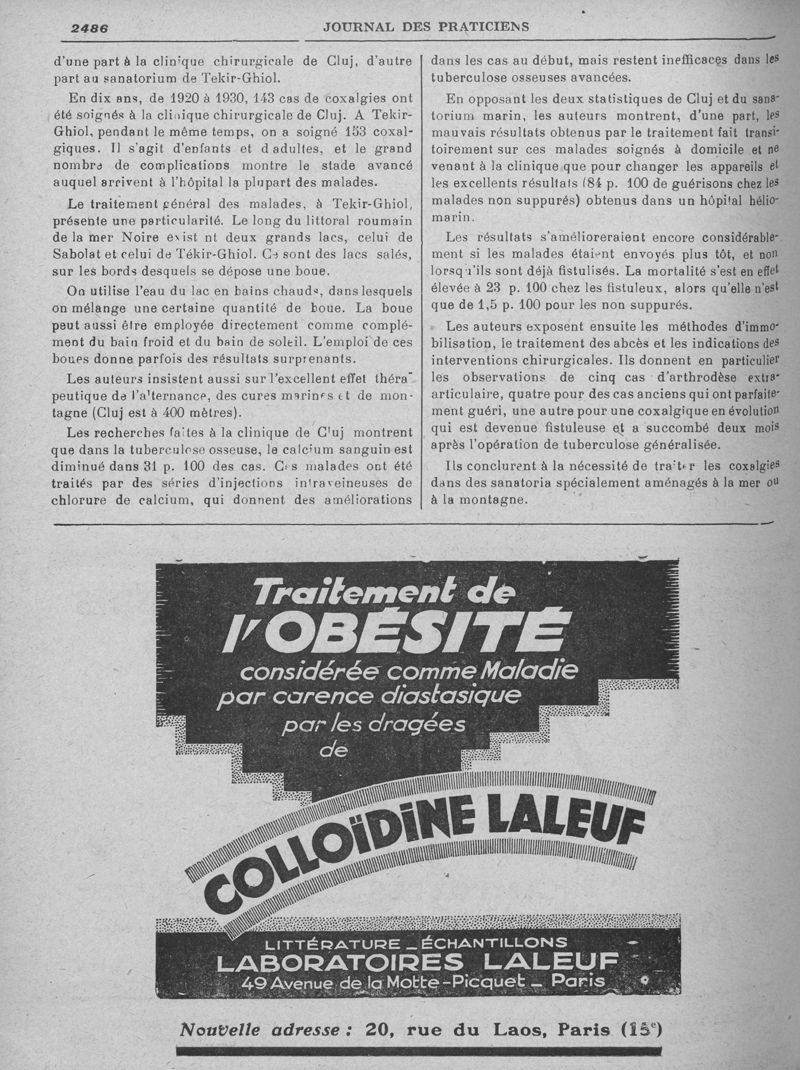 2486
JOURNAL DES PRATICIENS
d'une part à la clinique chirurgicale de Cluj, d'autre
part au sanatorium de Tekir-Ghiol.
En dix ans, de 1920 à 1930, 143 cas de coxalgies ont
été soignés à la clinique chirurgicale de Cluj. A Tekir-
Ghiol, pendant le même temps, on a soigné 153 coxal-
giques. Il s'agit d'enfants et d adultes, et le grand
nombre de complications montre le stade avancé
auquel arrivent à l'hôpital la plupart des malades.
Le traitement général des malades, à Tekir-Ghiol,
présente une particularité. Le long du littoral roumain
de la mer Noire exist nt deux grands lacs, celui de
Sabolat et celui de Tékir-Ghiol. Ce sont des lacs salés,
sur les bords desquels se dépose une boue.
On utilise l'eau du lac en bains chauds, dans lesquels
on mélange une certaine quantité de boue. La boue
peut aussi être employée directement comme complé-
ment du bain froid et du bain de soleil. L'emploi de ces
boues donne parfois des résultats surprenants.
Les auteurs insistent aussi sur l'excellent effet théra-
peutique de l'alternance, des cures marines et de mon-
tagne (Cluj est à 400 mètres).
Les recherches faites à la clinique de Cluj montrent
que dans la tuberculose osseuse, le calcium sanguin est
diminué dans 31 p. 100 des cas. Ces malades ont été
traités par des séries d'injections intraveineuses de
chlorure de calcium, qui donnent des améliorations
dans les cas au début, mais restent inefficaces dans les
tuberculose osseuses avancées.
En opposant les deux statistiques de Cluj et du sana-
torium marin, les auteurs montrent, d'une part, les
mauvais résultats obtenus par le traitement fait transi-
toirement sur ces malades soignés à domicile et ne
venant à la clinique que pour changer les appareils et
les excellents résultats (84 p. 100 de guérisons chez les
malades non suppurés) obtenus dans un hôpital hélio-
marin.
Les résultats s'amélioreraient encore considérable-
ment si les malades étaient envoyés plus tôt, et non
lorsqu'ils sont déjà fistulisés. La mortalité s'est en effet
élevée à 23 p. 100 chez les fistuleux, alors qu'elle n'est
que de 1,5 p. 100 pour les non suppurés.
Les auteurs exposent ensuite les méthodes d'immo-
bilisation, le traitement des abcès et les indications des
interventions chirurgicales. Ils donnent en particulier
les observations de cinq cas d'arthrodèse extra-
articulaire, quatre pour des cas anciens qui ont parfaite-
ment guéri, une autre pour une coxalgique en évolution
qui est devenue fistuleuse et a succombé deux mois
après l'opération de tuberculose généralisée.
Ils concluent à la nécessité de traiter les coxalgies
dans des sanatoria spécialement aménagés à la mer ou
à la montagne.
Traitement de
l'OBÉSITÉ
considérée comme Maladie
par carence diastasique
par les dragées
de
COLLOÏDINE LALEUF
LITTÉRATURE _ ÉCHANTILLONS
LABORATOIRES LALEUF
49 Avenue de la Motte-Picquet _ Paris
Nouvelle adresse : 20, rue du Laos, Paris (15e)